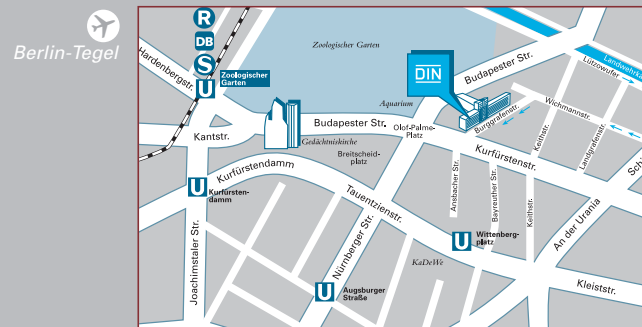 Berlin-Tegel
R
DB
S
U
Zoologischer
Garten
Hardenbergstr.
Zoologischer Garten
DIN
Budapester Str.
Landwehrka
Lützowufer
Aquarium
Wichmannstr.
Burggrafenstr.
Budapester Str.
Olof-Palme-
Platz
Kantstr.
Gedächtniskirche
Breitscheid-
platz
Kurfürstendamm
Kurfürstenstr.
Keithstr.
Landgrafenstr.
Ansbacher Str.
Bayreuther Str.
Keithstr.
An der Urania
U
Kurfürsten-
damm
Tauentzienstr.
Nürnberger Str.
Joachimstaler Str.
U
Wittenberg-
platz
KaDeWe
U
Augsburger
Straße
Kleiststr.